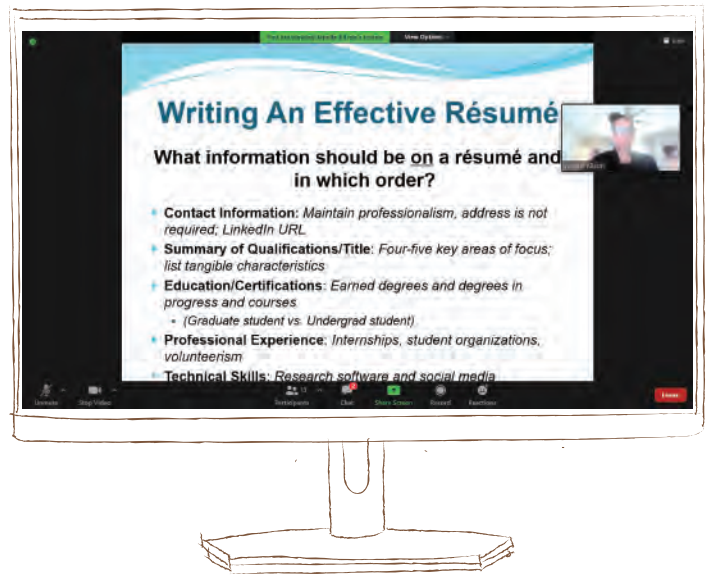 View Options
Writing An Effective Résumé
What information should be on a résumé and
in which order?
Contact Information: Maintain professionalism, address is not
required; LinkedIn URL
Summary of Qualifications/Title: Four-five key areas of focus;
list tangible characteristics
Education/Certifications: Earned degrees and degrees in
progress and courses
• (Graduate student vs. Undergrad student)
Professional Experience: Internships, student organizations,
volunteerism
Technical Skills: Research software and social media
Unmute Stop Video Participants Chat 2 Share Screen Record Reactions Leave